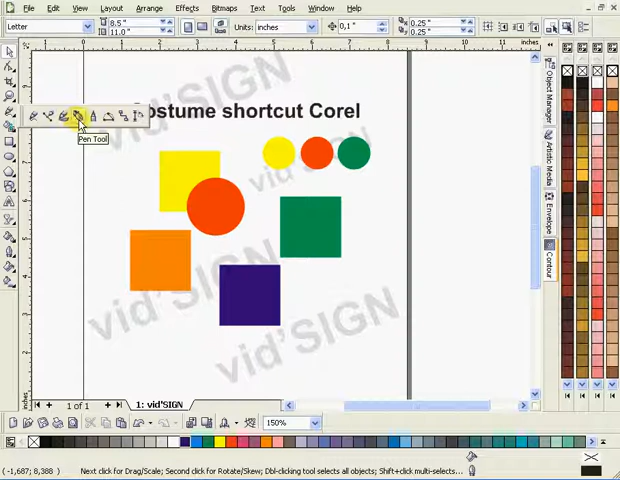 File Edit View Layout Arrange Effects Bitmaps Text Tools Window Help
Letter 8.5" 11.0" Units: inches 0,1" 0.25" 0.25"
inches
Costume shortcut Corel
Pen Tool
vid'SIGN
vid'SIGN
vid'SIGN
vid'SIGN
Object Manager
Artistic Media
Envelope
Contour
inches
1 of 1 1: vid'SIGN
150%
(-1,687; 8,388) Next click for Drag/Scale; Second click for Rotate/Skew; Dbl-clicking tool selects all objects; Shift+click multi-selects...